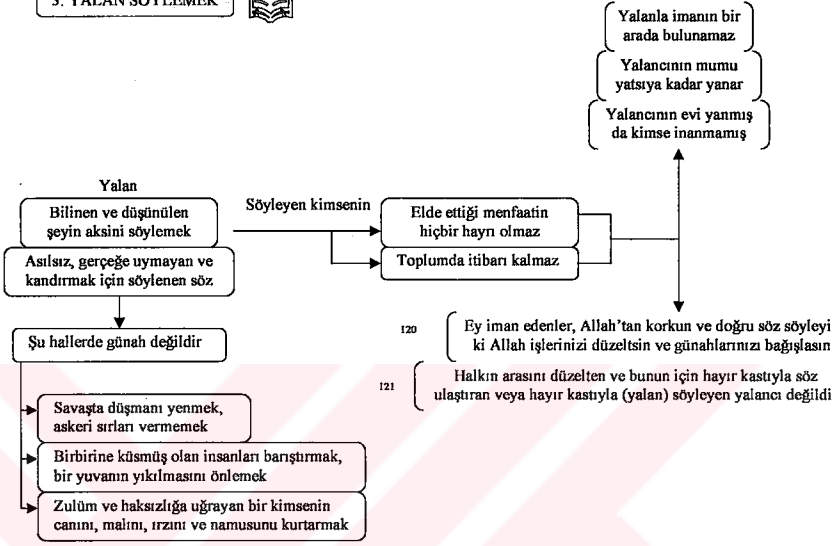 3. YALAN SÖYLEMEK
Yalanla imanın bir
arada bulunamaz
Yalancının mumu
yatsıya kadar yanar
Yalancının evi yanmış
da kimse inanmamış
Yalan
Bilinen ve düşünülen
şeyin aksini söylemek
Asılsız, gerçeğe uymayan ve
kandırmak için söylenen söz
Söyleyen kimsenin
Elde ettiği menfaatin
hiçbir hayrı olmaz
Toplumda itibarı kalmaz
Şu hallerde günah değildir
Savaşta düşmanı yenmek,
askeri sırları vermemek
Birbirine küsmüş olan insanları barıştırmak,
bir yuvanın yıkılmasını önlemek
Zulüm ve haksızlığa uğrayan bir kimsenin
canını, malını, ırzını ve namusunu kurtarmak
120 Ey iman edenler, Allah'tan korkun ve doğru söz söyleyi
ki Allah işlerinizi düzeltsin ve günahlarınızı bağışlasın
121 Halkın arasını düzelten ve bunun için hayır kastıyla söz
ulaştıran veya hayır kastıyla (yalan) söyleyen yalancı değildi